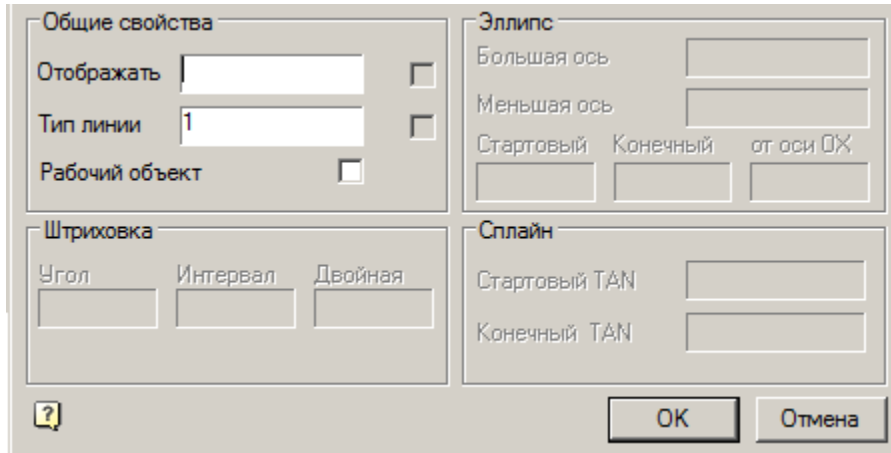 Общие свойства
Отображать
Тип линии 1
Рабочий объект
Эллипс
Большая ось
Меньшая ось
Стартовый Конечный от оси OX
Штриховка
Угол Интервал Двойная
Сплайн
Стартовый TAN
Конечный TAN
?
OK Отмена